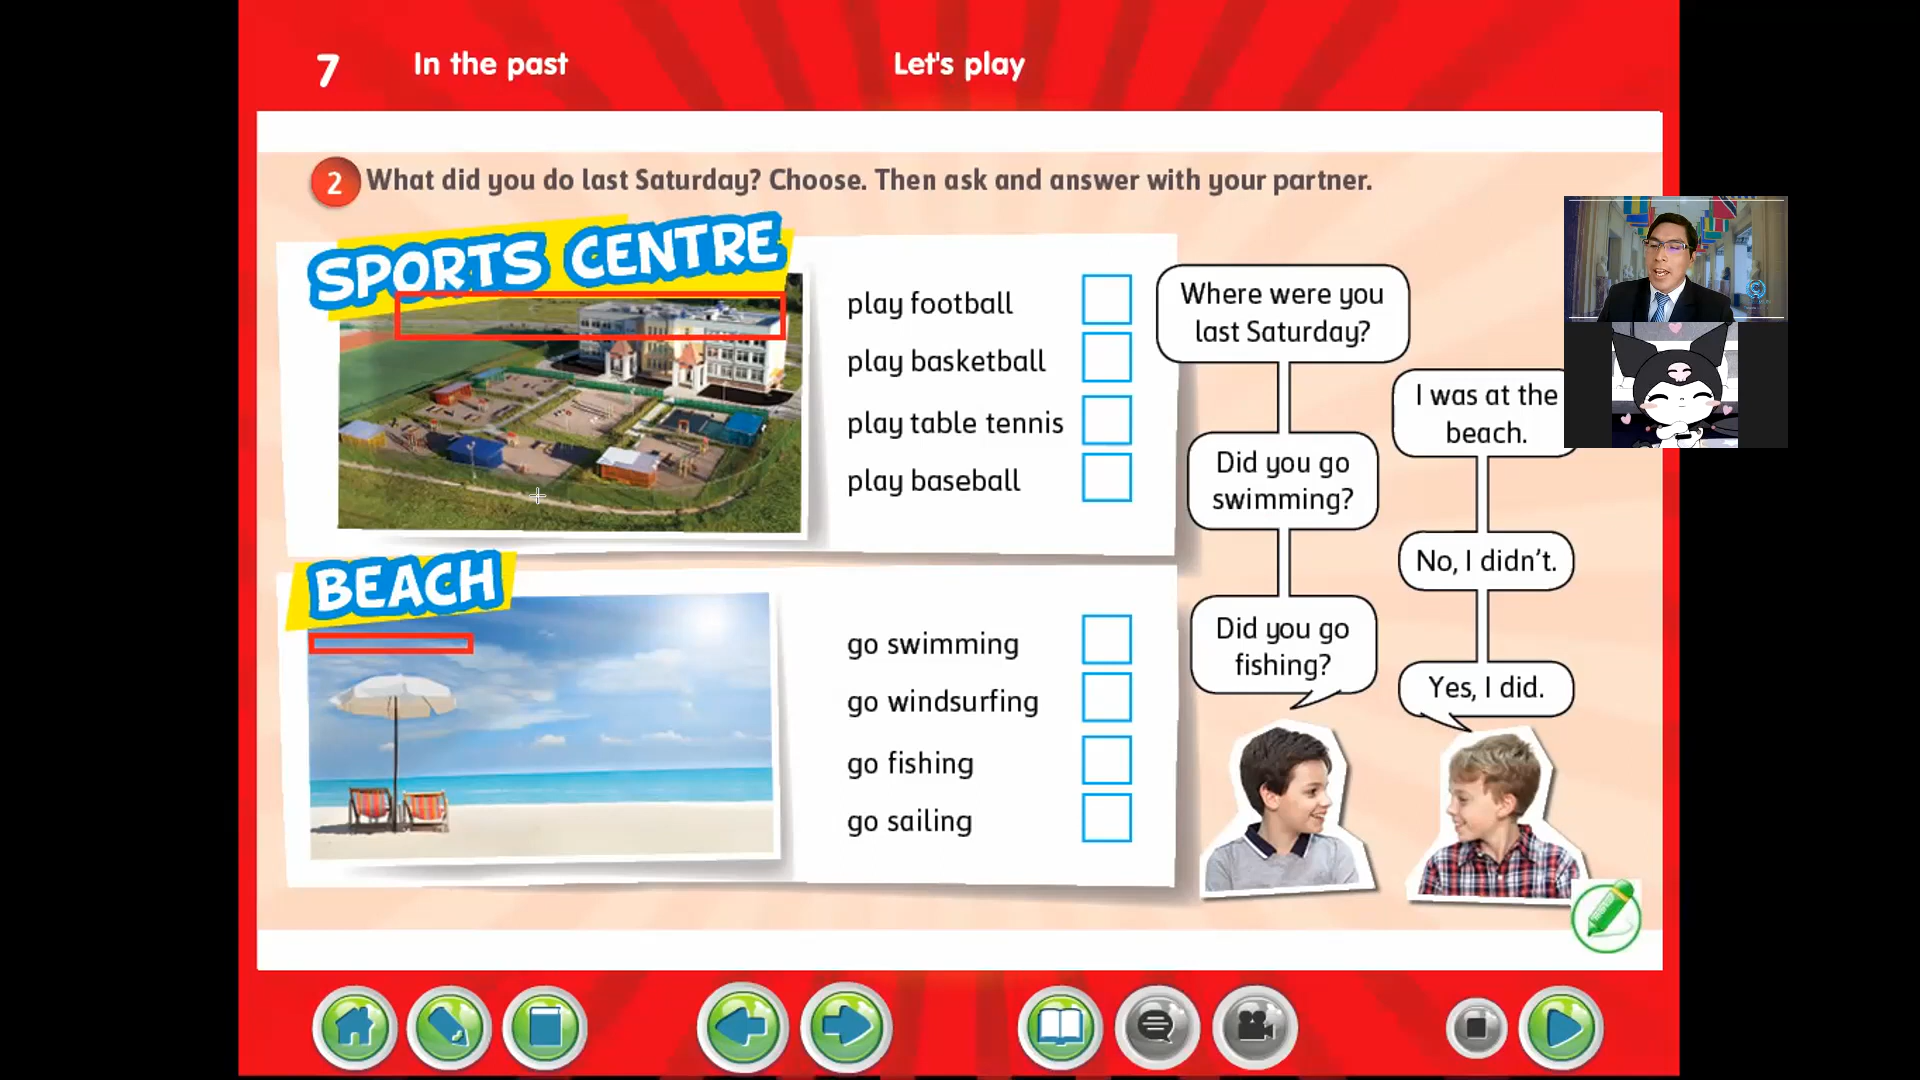 7 In the past Let's play
2 What did you do last Saturday? Choose. Then ask and answer with your partner.
SPORTS CENTRE
play football
play basketball
play table tennis
play baseball
BEACH
go swimming
go windsurfing
go fishing
go sailing
Where were you
last Saturday?
I was at the
beach.
Did you go
swimming?
No, I didn't.
Did you go
fishing?
Yes, I did.